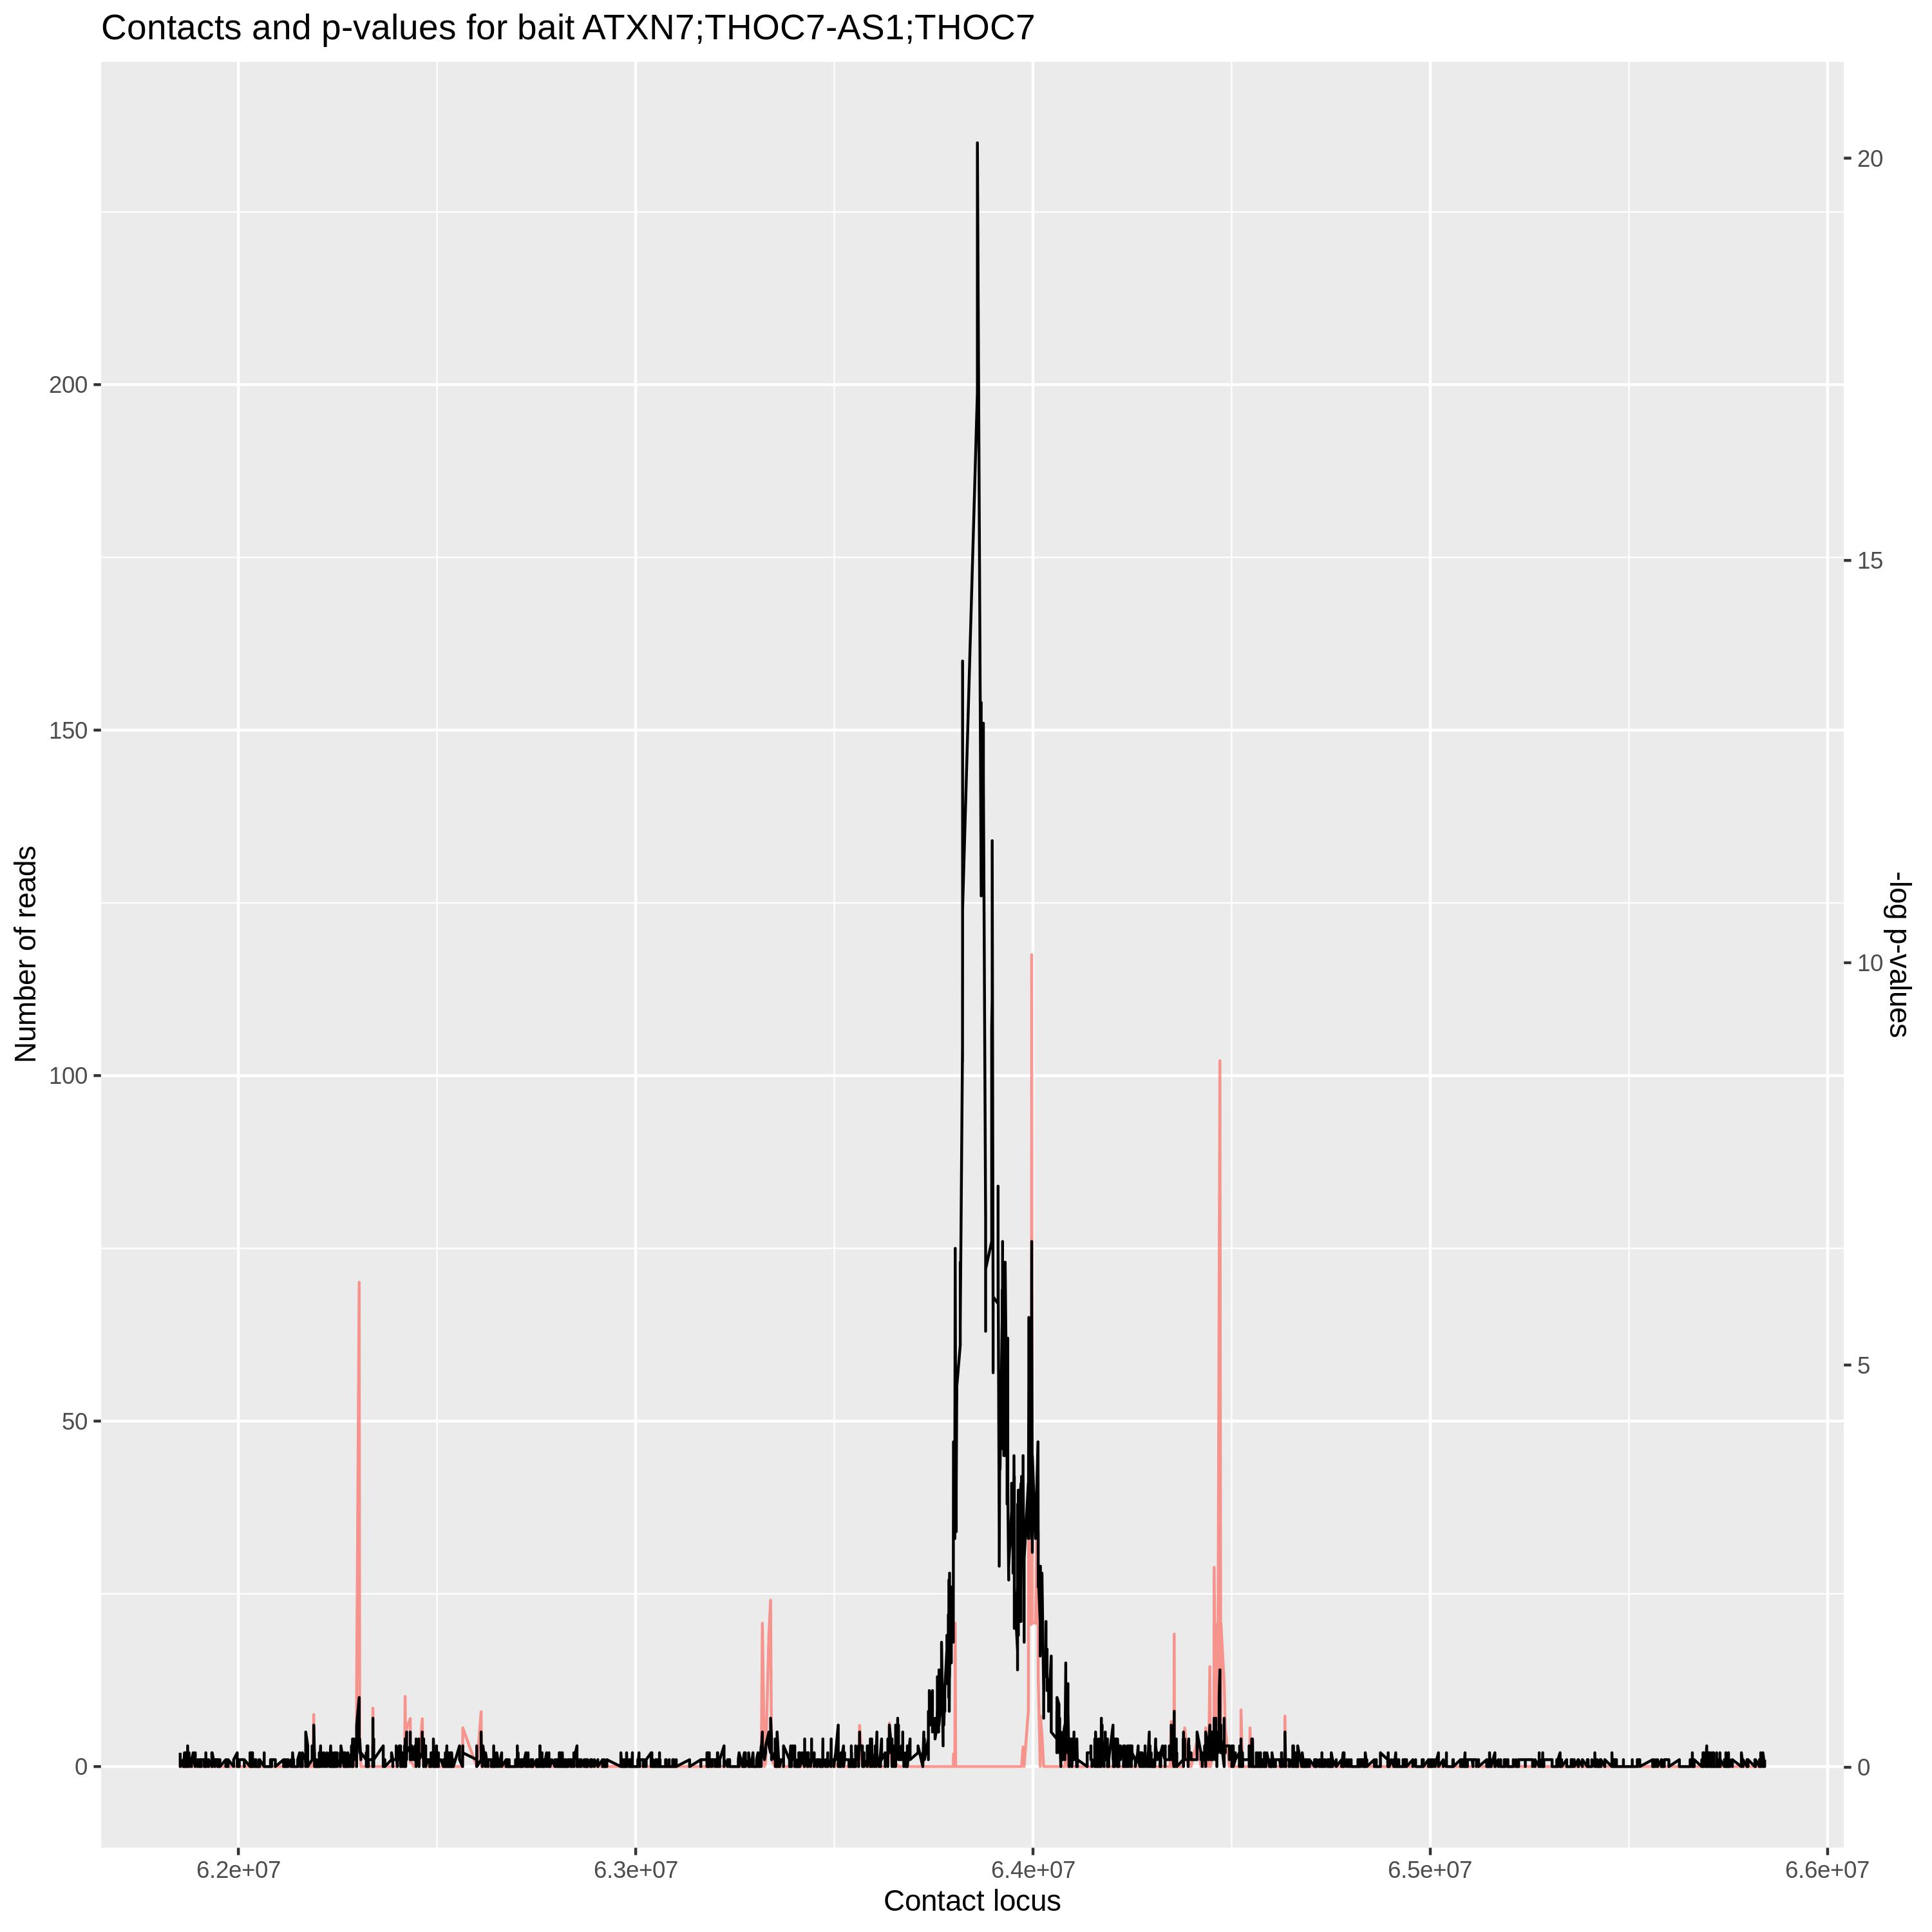 Contacts and p-values for bait ATXN7;THOC7-AS1;THOC7
Number of reads
200
150
100
50
0
20
15
10
5
0
-log p-values
6.2e+07 6.3e+07 6.4e+07 6.5e+07 6.6e+07
Contact locus